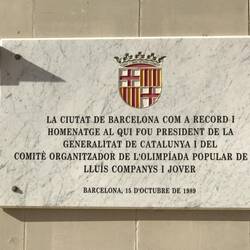 LA CIUTAT DE BARCELONA COM A RECORD I
HOMENATGE AL QUI FOU PRESIDENT DE LA
GENERALITAT DE CATALUNYA I DEL
COMITÈ ORGANITZADOR DE L'OLIMPÍADA POPULAR DE
LLUÍS COMPANYS I JOVER
BARCELONA, 15 D'OCTUBRE DE 1989